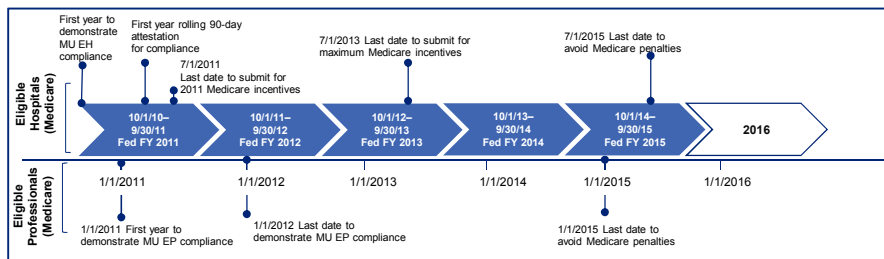 First year to
demonstrate
MU EH
compliance
First year rolling 90-day
attestation
for compliance
7/1/2011
Last date to submit for
2011 Medicare incentives
7/1/2013 Last date to submit for
maximum Medicare incentives
7/1/2015 Last date to
avoid Medicare penalties
Eligible
Hospitals
(Medicare)
10/1/10–
9/30/11
Fed FY 2011
10/1/11–
9/30/12
Fed FY 2012
10/1/12–
9/30/13
Fed FY 2013
10/1/13–
9/30/14
Fed FY 2014
10/1/14–
9/30/15
Fed FY 2015
2016
Eligible
Professionals
(Medicare)
1/1/2011
1/1/2012
1/1/2013
1/1/2014
1/1/2015
1/1/2016
1/1/2011 First year to
demonstrate MU EP compliance
1/1/2012 Last date to
demonstrate MU EP compliance
1/1/2015 Last date to
avoid Medicare penalties